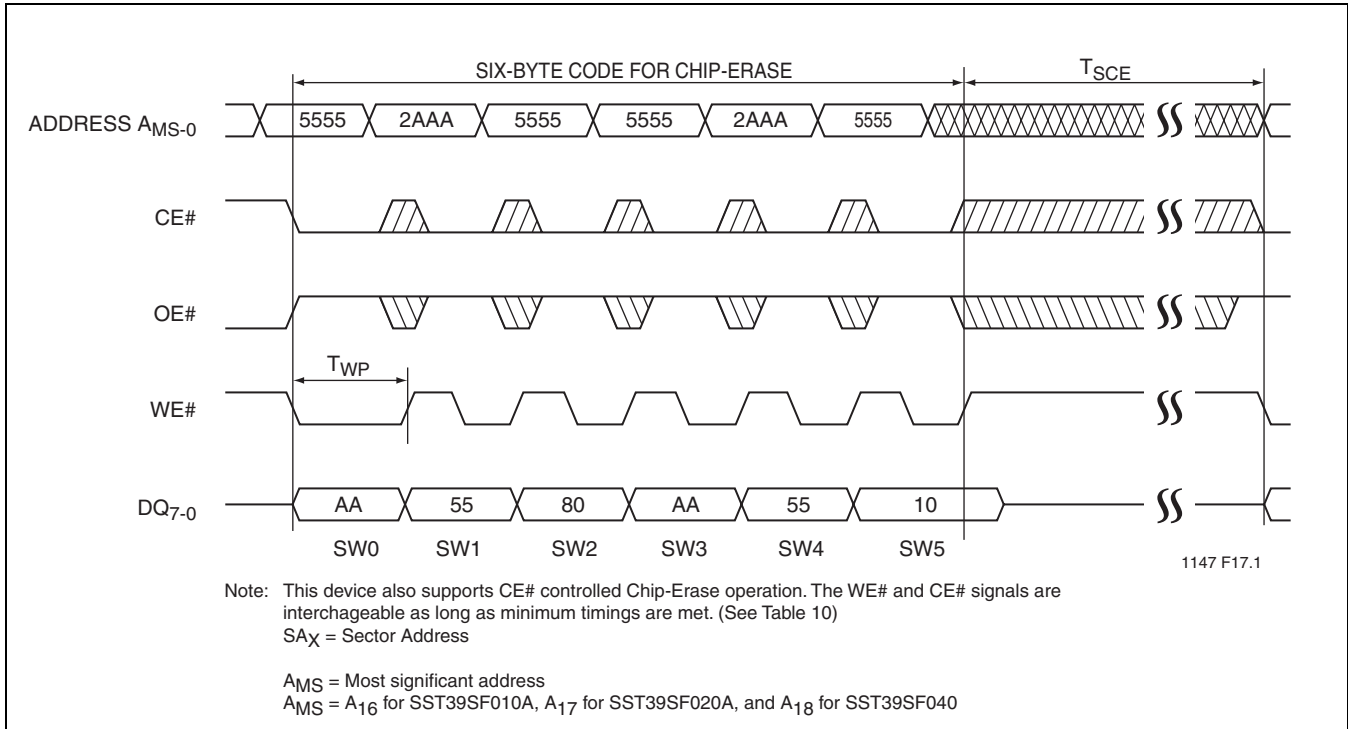 SIX-BYTE CODE FOR CHIP-ERASE TSCE
ADDRESS AMS-0 5555 2AAA 5555 5555 2AAA 5555
CE#
OE#
TWP
WE#
DQ7-0 AA 55 80 AA 55 10
SW0 SW1 SW2 SW3 SW4 SW5
1147 F17.1
Note: This device also supports CE# controlled Chip-Erase operation. The WE# and CE# signals are
interchageable as long as minimum timings are met. (See Table 10)
SAX = Sector Address
AMS = Most significant address
AMS = A16 for SST39SF010A, A17 for SST39SF020A, and A18 for SST39SF040